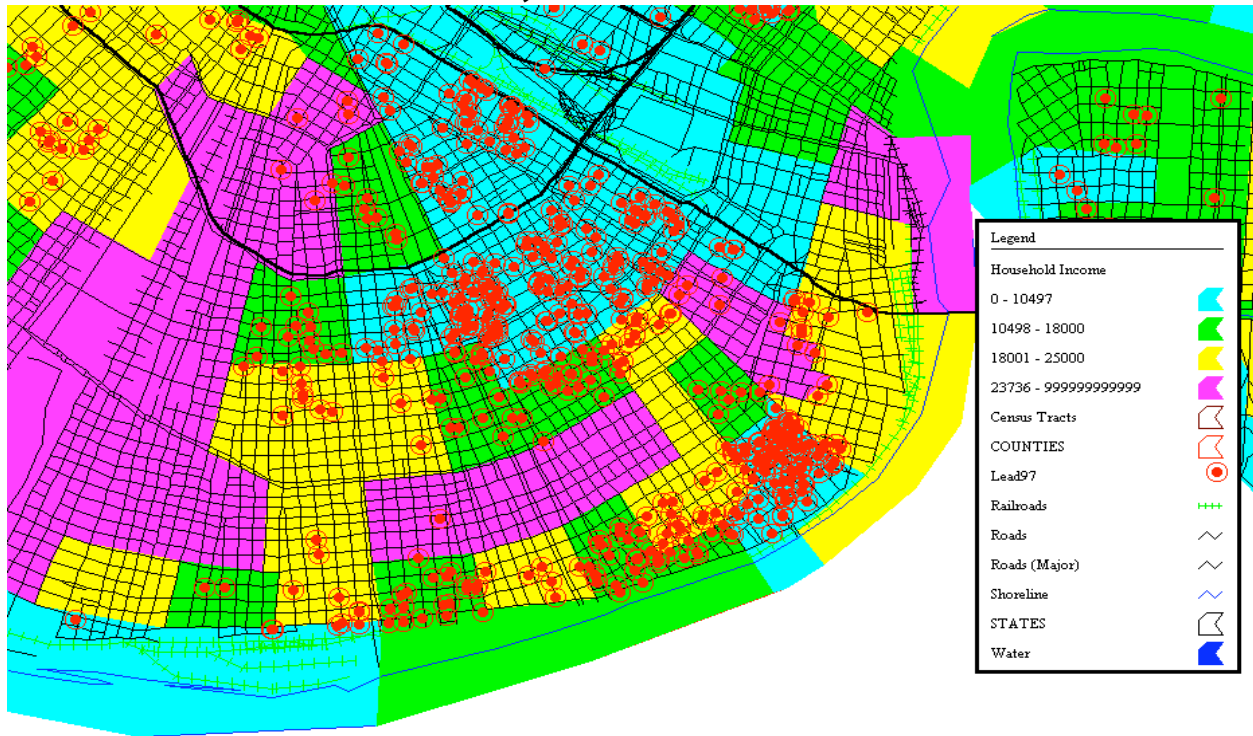 Legend
Household Income
0 - 10497
10498 - 18000
18001 - 25000
23736 - 999999999999
Census Tracts
COUNTIES
Lead97
Railroads
Roads
Roads (Major)
Shoreline
STATES
Water